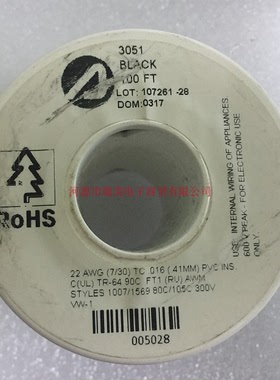 3051
BLACK
100 FT
LOT: 107261 -28
DOM:0317
RoHS
USE: INTERNAL WIRING OF APPLIANCES
600 V PEAK - FOR ELECTRONIC USE
22 AWG (7/30) TC .016 (.41MM) PVC INS.
C(UL) TR-64 90C FT1 (RU) AWM
STYLES 1007/1569 80C/105C 300V
VW-1
005028